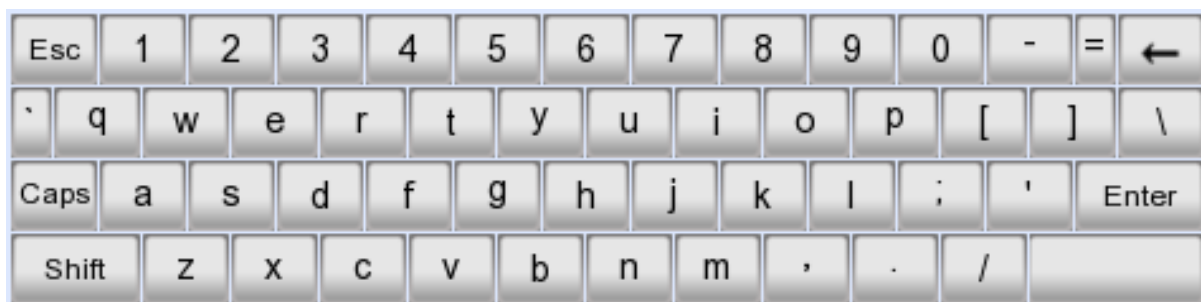 Esc 1 2 3 4 5 6 7 8 9 0 - = ←
` q w e r t y u i o p [ ] \
Caps a s d f g h j k l ; ' Enter
Shift z x c v b n m , . /